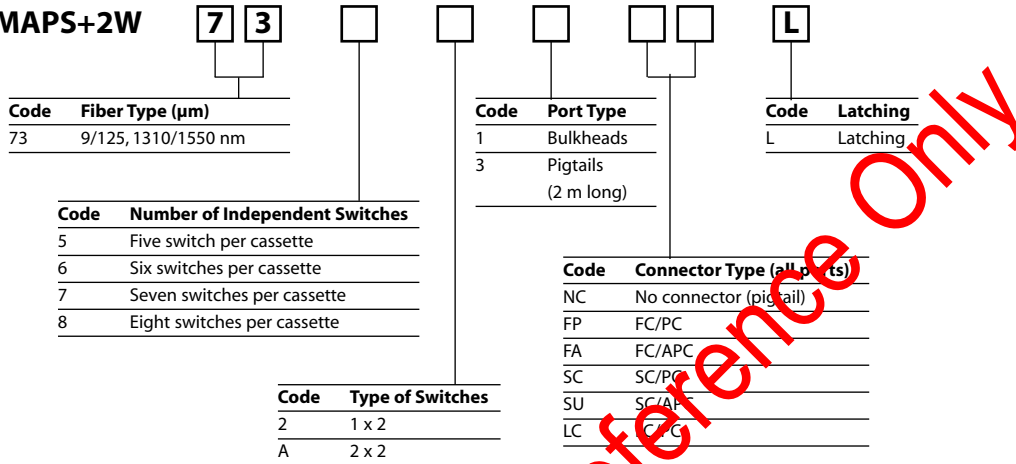 MAPS+2W 7 3 L
Code Fiber Type (µm)
73 9/125, 1310/1550 nm
Code Port Type
1 Bulkheads
3 Pigtails
(2 m long)
Code Latching
L Latching
Code Number of Independent Switches
5 Five switch per cassette
6 Six switches per cassette
7 Seven switches per cassette
8 Eight switches per cassette
Code Connector Type (all ports)
NC No connector (pigtail)
FP FC/PC
FA FC/APC
SC SC/PC
SU SC/APC
LC LC/PC
Code Type of Switches
2 1 x 2
A 2 x 2
eference Only